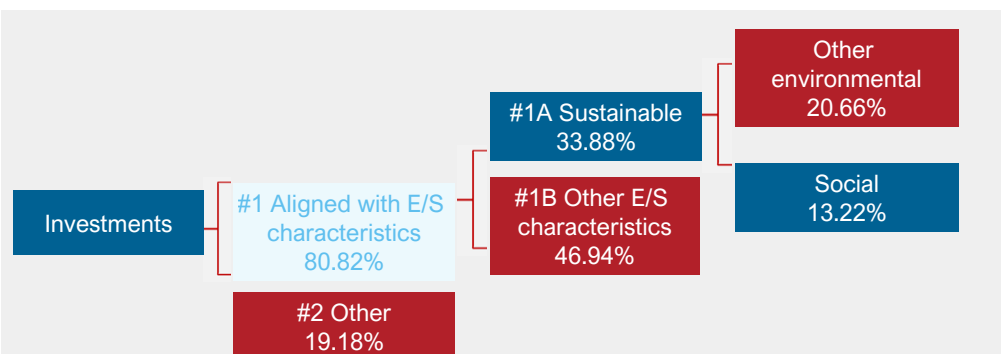 Investments
#1 Aligned with E/S
characteristics
80.82%
#2 Other
19.18%
#1A Sustainable
33.88%
#1B Other E/S
characteristics
46.94%
Other
environmental
20.66%
Social
13.22%